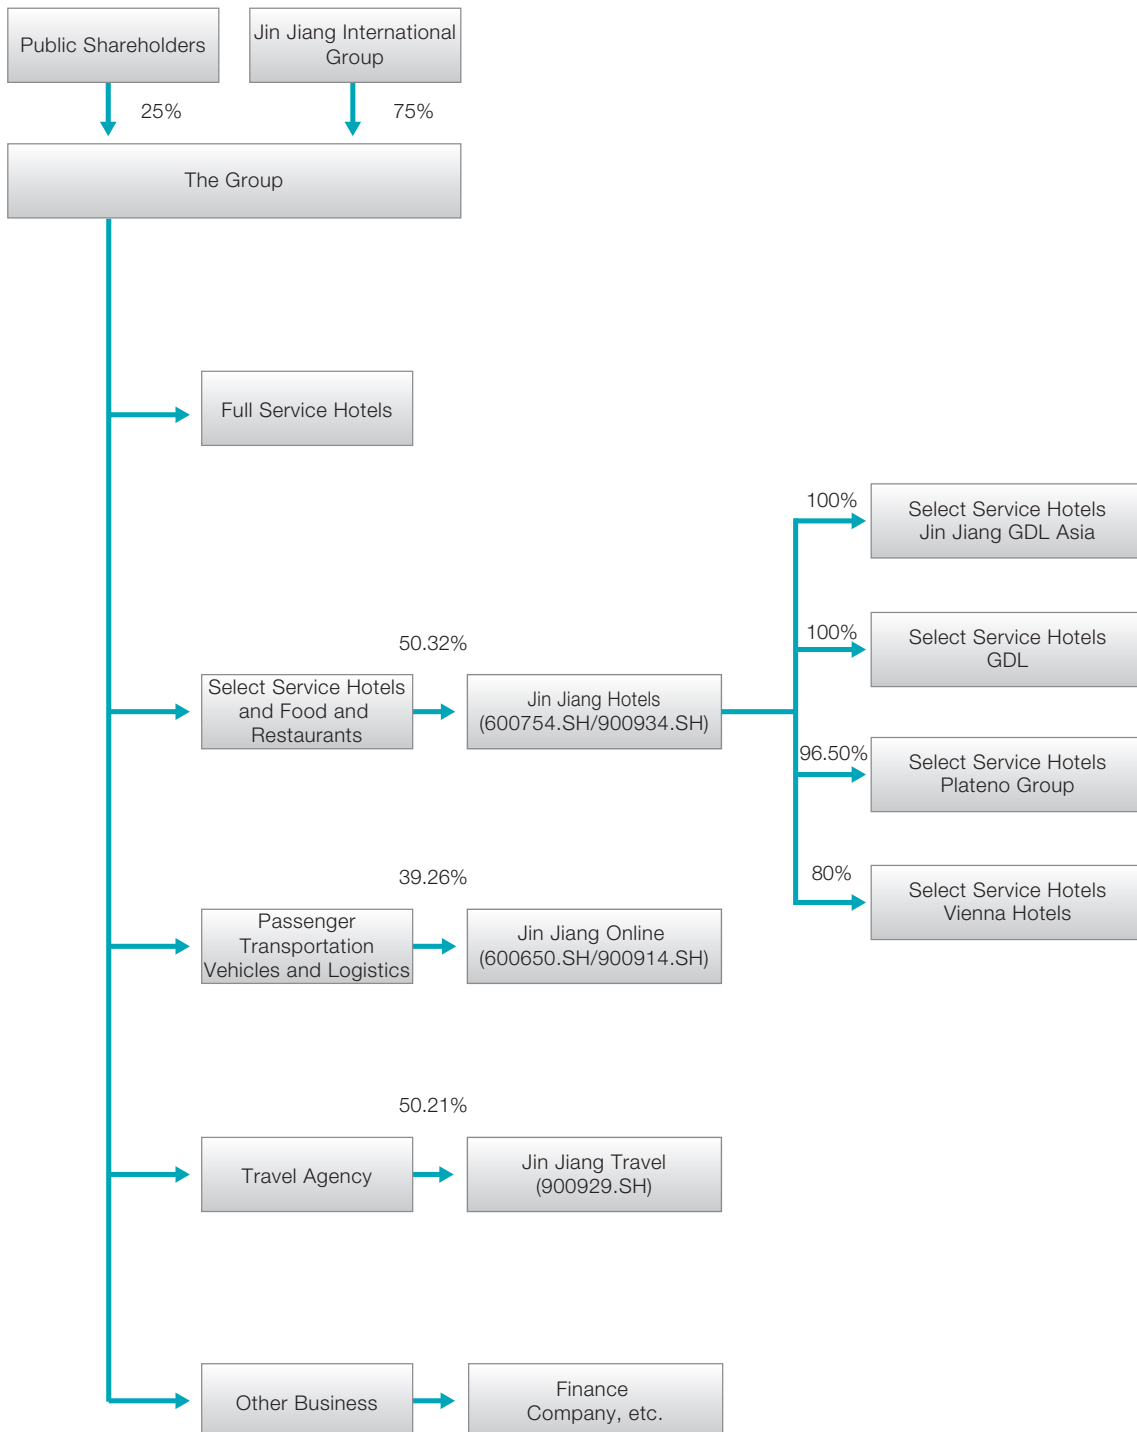 Public Shareholders
Jin Jiang International
Group
25%
75%
The Group
Full Service Hotels
100%
Select Service Hotels
Jin Jiang GDL Asia
100%
Select Service Hotels
GDL
50.32%
Select Service Hotels
and Food and
Restaurants
Jin Jiang Hotels
(600754.SH/900934.SH)
96.50%
Select Service Hotels
Plateno Group
80%
Select Service Hotels
Vienna Hotels
39.26%
Passenger
Transportation
Vehicles and Logistics
Jin Jiang Online
(600650.SH/900914.SH)
50.21%
Travel Agency
Jin Jiang Travel
(900929.SH)
Other Business
Finance
Company, etc.